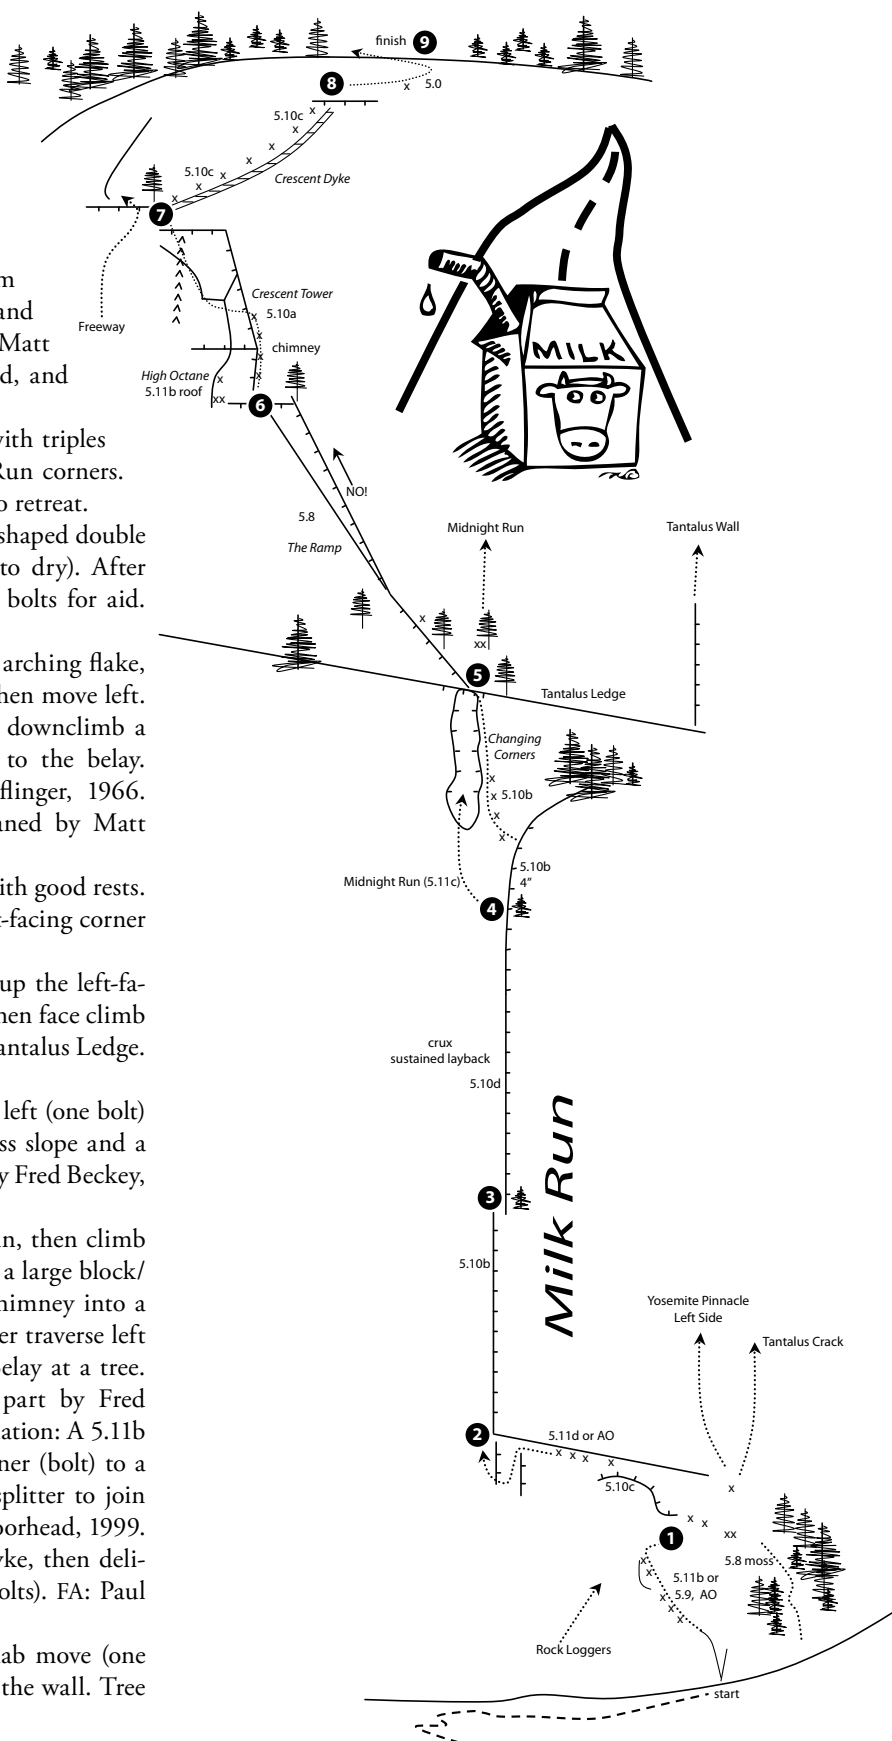 finish 9
8
5.0
5.10c
5.10c
Crescent Dyke
7
Freeway
Crescent Tower
5.10a
chimney
High Octane
5.11b roof
xx
6
NO!
5.8
The Ramp
MILK
Midnight Run
Tantalus Wall
xx
5
Tantalus Ledge
Changing
Corners
5.10b
5.10b
4”
Midnight Run (5.11c)
4
crux
sustained layback
5.10d
3
Milk Run
5.10b
Yosemite Pinnacle
Left Side
Tantalus Crack
2
5.11d or AO
5.10c
xx
1
5.8 moss
5.11b or
5.9, AO
Rock Loggers
start
m
and
Matt
d, and
with triples
Run corners.
o retreat.
shaped double
to dry). After
bolts for aid.
arching flake,
then move left.
downclimb a
to the belay.
flinger, 1966.
aned by Matt
ith good rests.
t-facing corner
up the left-fa-
hen face climb
antalus Ledge.
left (one bolt)
ss slope and a
y Fred Beckey,
n, then climb
a large block/
himney into a
er traverse left
elay at a tree.
part by Fred
ation: A 5.11b
ner (bolt) to a
splitter to join
oorhead, 1999.
yke, then deli-
olts). FA: Paul
lab move (one
the wall. Tree